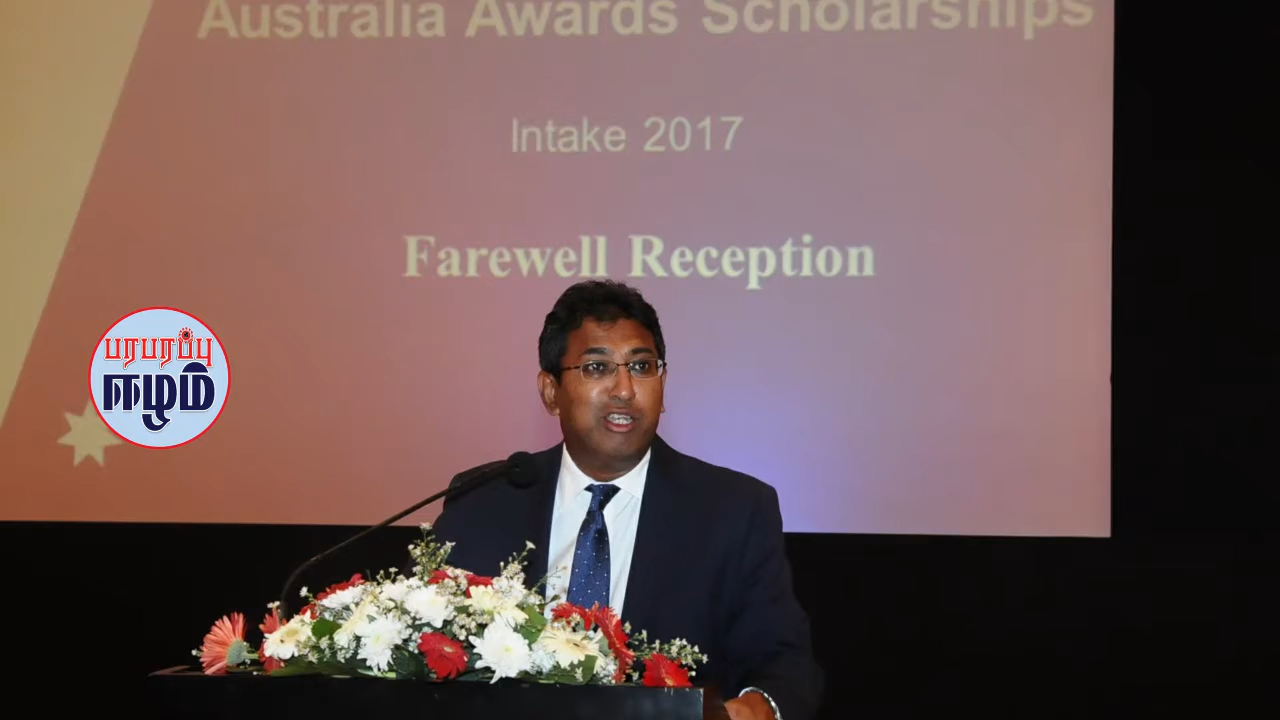 Australia Awards Scholarships
Intake 2017
Farewell Reception
பரபரப்பு
ஈழம்